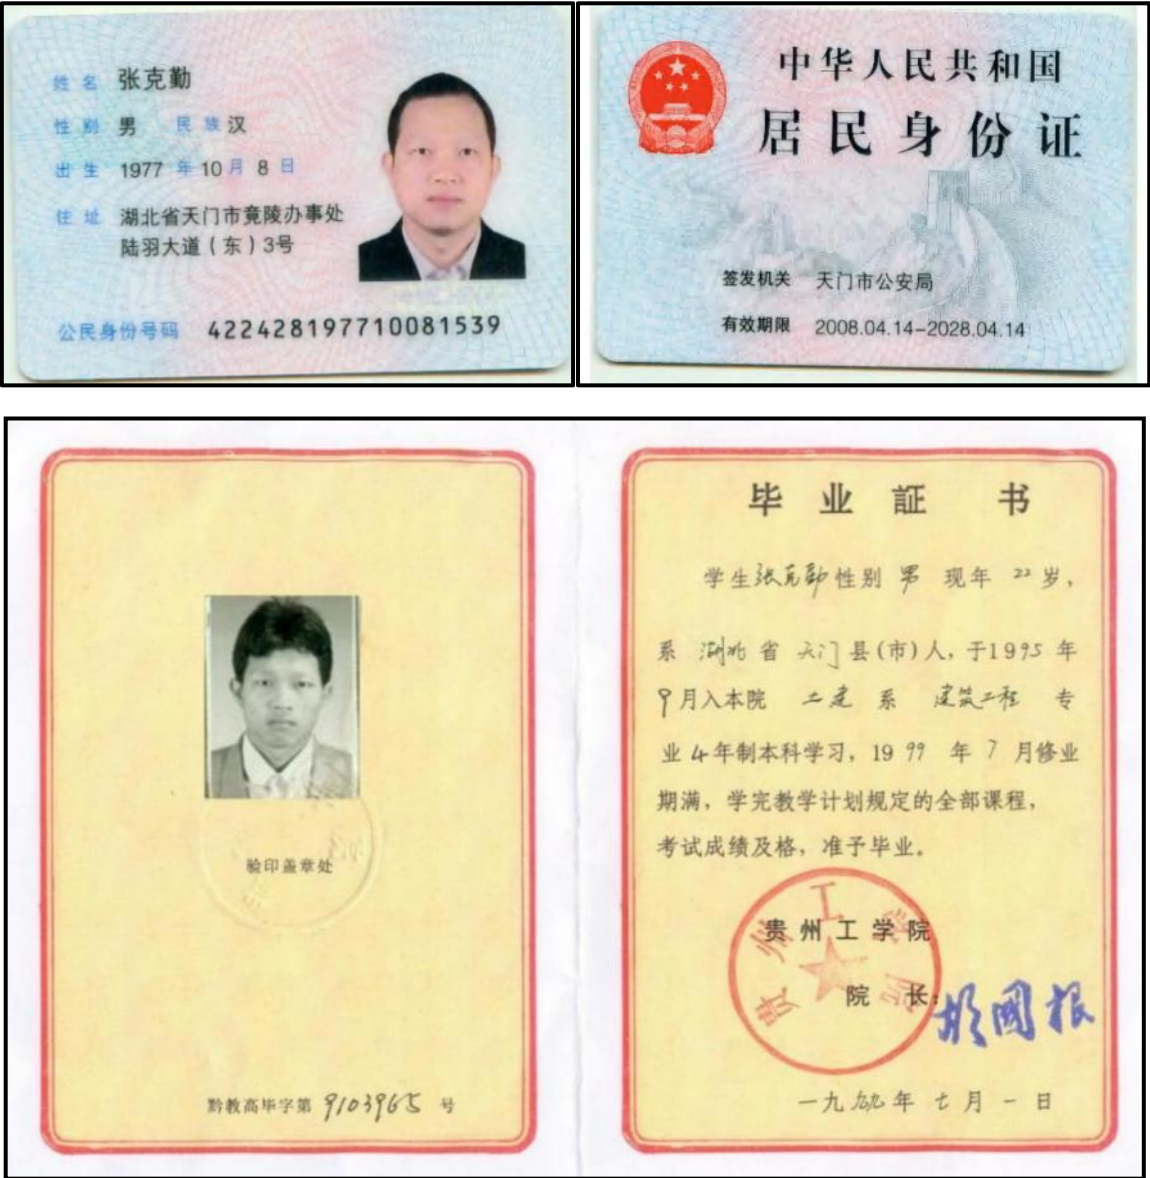 姓名 张克勤
性别 男 民族 汉
出生 1977 年 10 月 8 日
住址 湖北省天门市竟陵办事处
陆羽大道(东)3号
公民身份号码 422428197710081539
中华人民共和国
居民身份证
签发机关 天门市公安局
有效期限 2008.04.14-2028.04.14
验印盖章处
黔教高毕字第 9103965 号
毕业証书
学生张克勤性别 男 现年 22 岁,
系 湖北 省 天门 县(市)人, 于1995 年
9 月入本院 土建 系 建筑工程 专
业 4 年制本科学习, 19 99 年 7 月修业
期满, 学完教学计划规定的全部课程,
考试成绩及格, 准予毕业。
贵州工学院
院 长:
贵州工学院
一九九九年 七 月 一 日